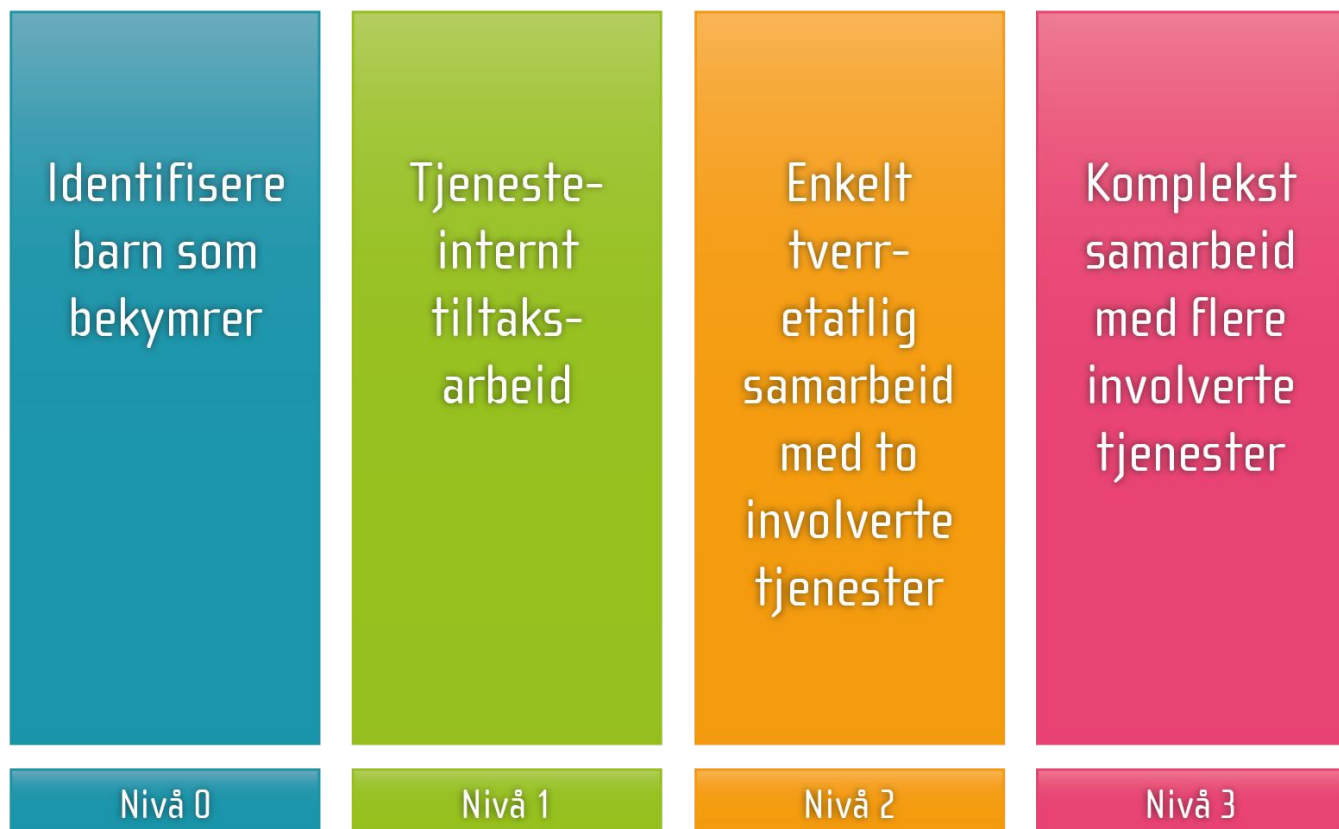 Identifisere
barn som
bekymrer
Tjeneste-
internt
tiltaks-
arbeid
Enkelt
tverr-
etatlig
samarbeid
med to
involverte
tjenester
Komplekst
samarbeid
med flere
involverte
tjenester
Nivå 0
Nivå 1
Nivå 2
Nivå 3